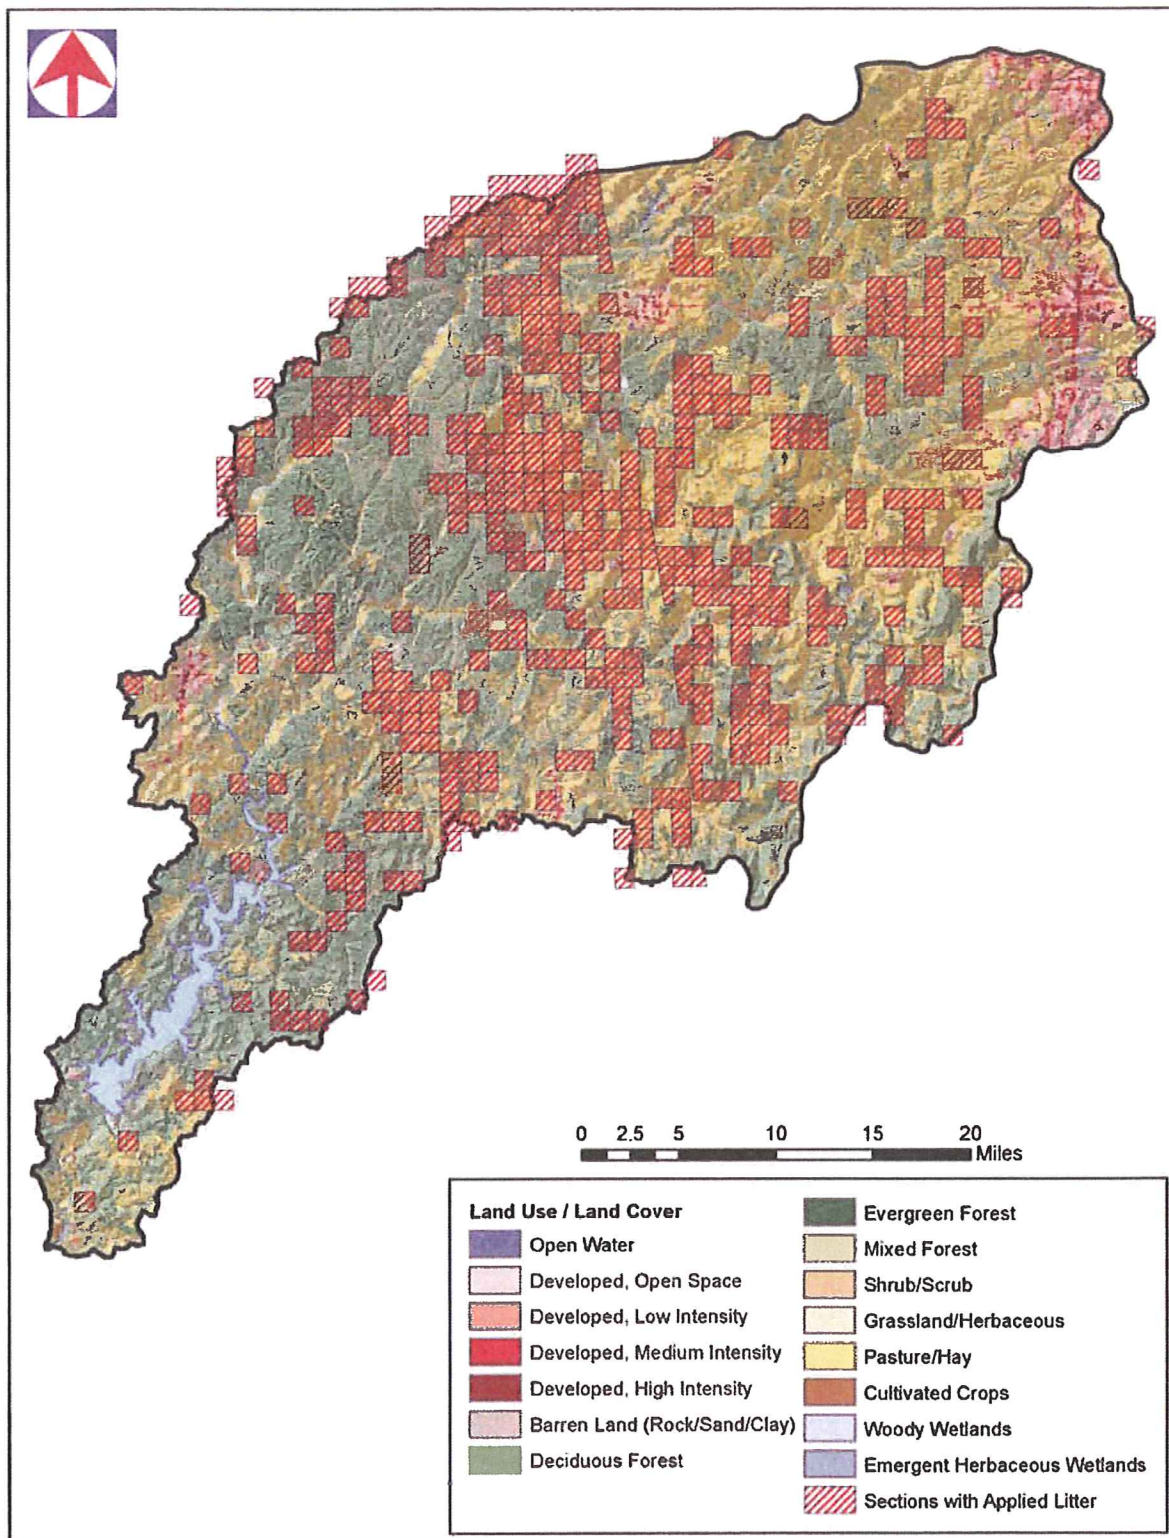 0 2.5 5 10 15 20
Miles
Land Use / Land Cover
Open Water
Developed, Open Space
Developed, Low Intensity
Developed, Medium Intensity
Developed, High Intensity
Barren Land (Rock/Sand/Clay)
Deciduous Forest
Evergreen Forest
Mixed Forest
Shrub/Scrub
Grassland/Herbaceous
Pasture/Hay
Cultivated Crops
Woody Wetlands
Emergent Herbaceous Wetlands
Sections with Applied Litter